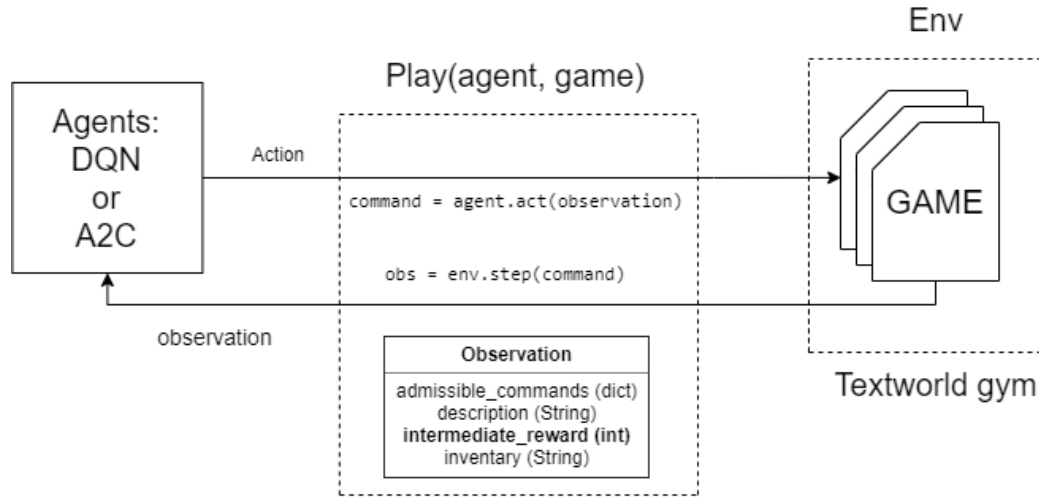 Env
Play(agent, game)
Agents:
DQN
or
A2C
Action
command = agent.act(observation)
GAME
obs = env.step(command)
observation
Observation
admissible_commands (dict)
description (String)
intermediate_reward (int)
inventary (String)
Textworld gym